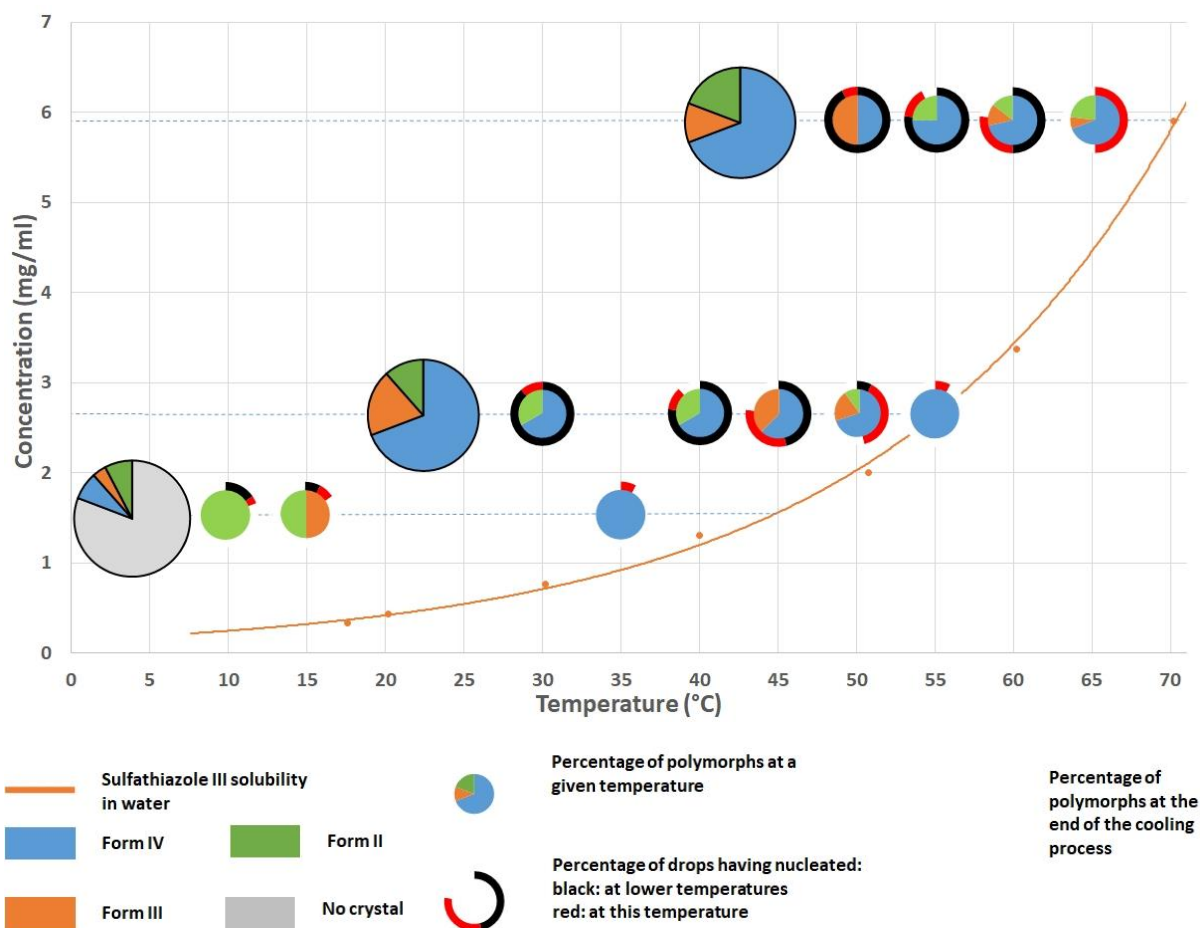 7
6
5
4
3
2
1
0
Concentration (mg/ml)
0 5 10 15 20 25 30 35 40 45 50 55 60 65 70
Temperature (°C)
Sulfathiazole III solubility
in water
Form IV
Form II
Form III
No crystal
Percentage of polymorphs at a
given temperature
Percentage of drops having nucleated:
black: at lower temperatures
red: at this temperature
Percentage of
polymorphs at the
end of the cooling
process